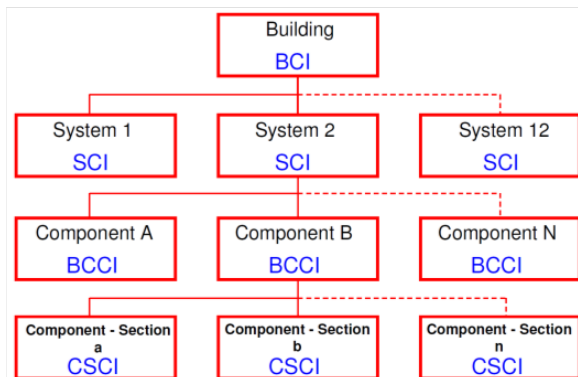 Building
BCI
System 1
SCI
System 2
SCI
System 12
SCI
Component A
BCCI
Component B
BCCI
Component N
BCCI
Component - Section
a
CSCI
Component - Section
b
CSCI
Component - Section
n
CSCI